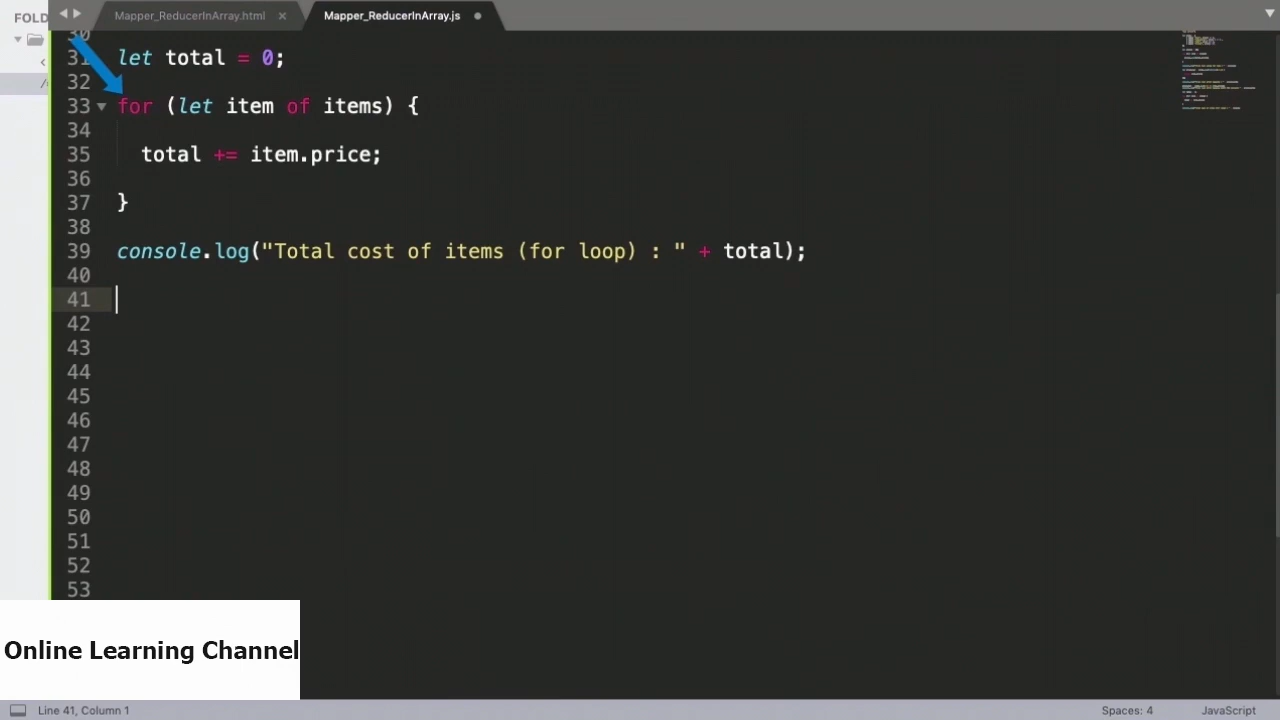 FOLD
Mapper_ReducerInArray.html
Mapper_ReducerInArray.js
30
31 let total = 0;
32
33 for (let item of items) {
34
35 total += item.price;
36
37 }
38
39 console.log("Total cost of items (for loop) : " + total);
40
41
42
43
44
45
46
47
48
49
50
51
52
53
Online Learning Channel
Line 41, Column 1
Spaces: 4
JavaScript